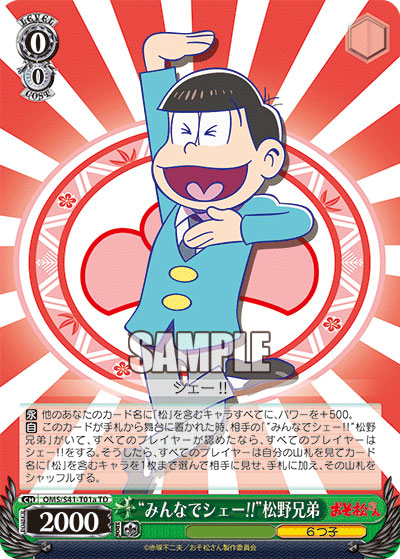 LEVEL
0
0
COST
SAMPLE
シェー!!
永 他のあなたのカード名に「松」を含むキャラすべてに、パワーを+500。
自 このカードが手札から舞台に置かれた時、相手の「“みんなでシェー!!”松野
兄弟」がいて、すべてのプレイヤーが認めたなら、すべてのプレイヤーは
シェー!!をする。そうしたら、すべてのプレイヤーは自分の山札を見てカード
名に「松」を含むキャラを1枚まで選んで相手に見せ、手札に加え、その山札を
シャッフルする。
CH OMS/S41-T01a TD
POWER
2000
“みんなでシェー!!”松野兄弟
おそ松さん
6つ子
©赤塚不二夫/おそ松さん製作委員会